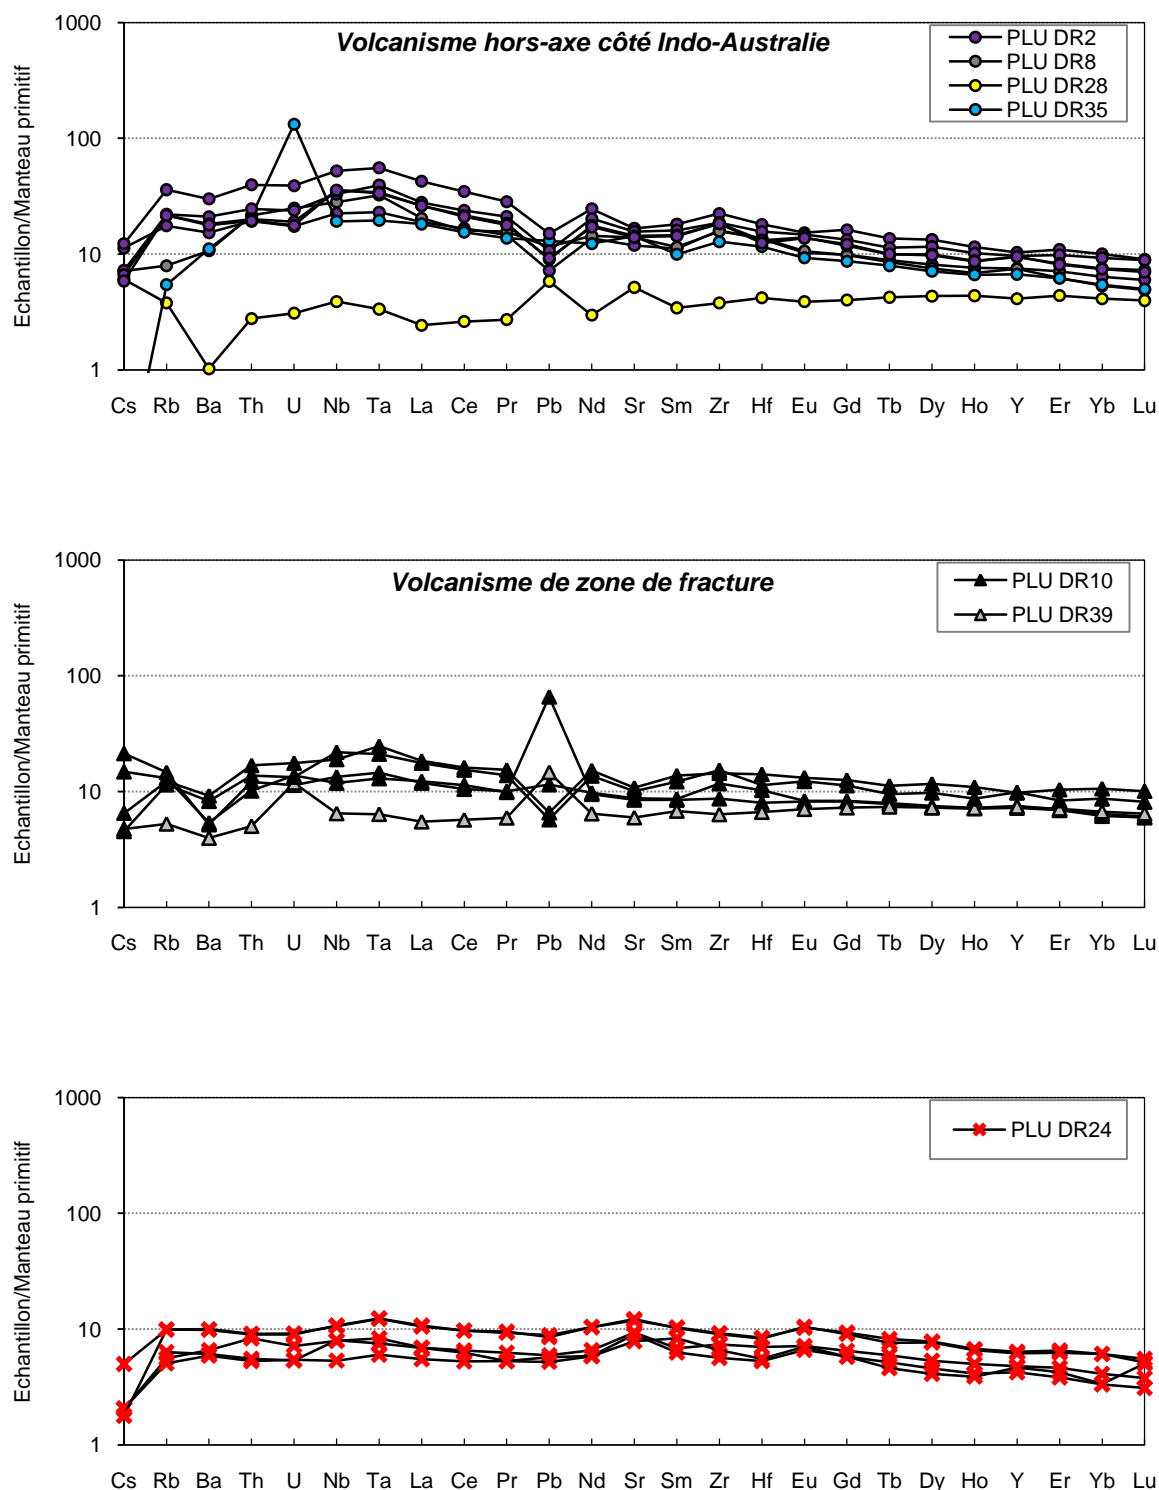 Volcanisme hors-axe côté Indo-Australie
PLU DR2
PLU DR8
PLU DR28
PLU DR35
Echantillon/Manteau primitif
1000
100
10
1
Cs Rb Ba Th U Nb Ta La Ce Pr Pb Nd Sr Sm Zr Hf Eu Gd Tb Dy Ho Y Er Yb Lu
Volcanisme de zone de fracture
PLU DR10
PLU DR39
Echantillon/Manteau primitif
1000
100
10
1
Cs Rb Ba Th U Nb Ta La Ce Pr Pb Nd Sr Sm Zr Hf Eu Gd Tb Dy Ho Y Er Yb Lu
PLU DR24
Echantillon/Manteau primitif
1000
100
10
1
Cs Rb Ba Th U Nb Ta La Ce Pr Pb Nd Sr Sm Zr Hf Eu Gd Tb Dy Ho Y Er Yb Lu